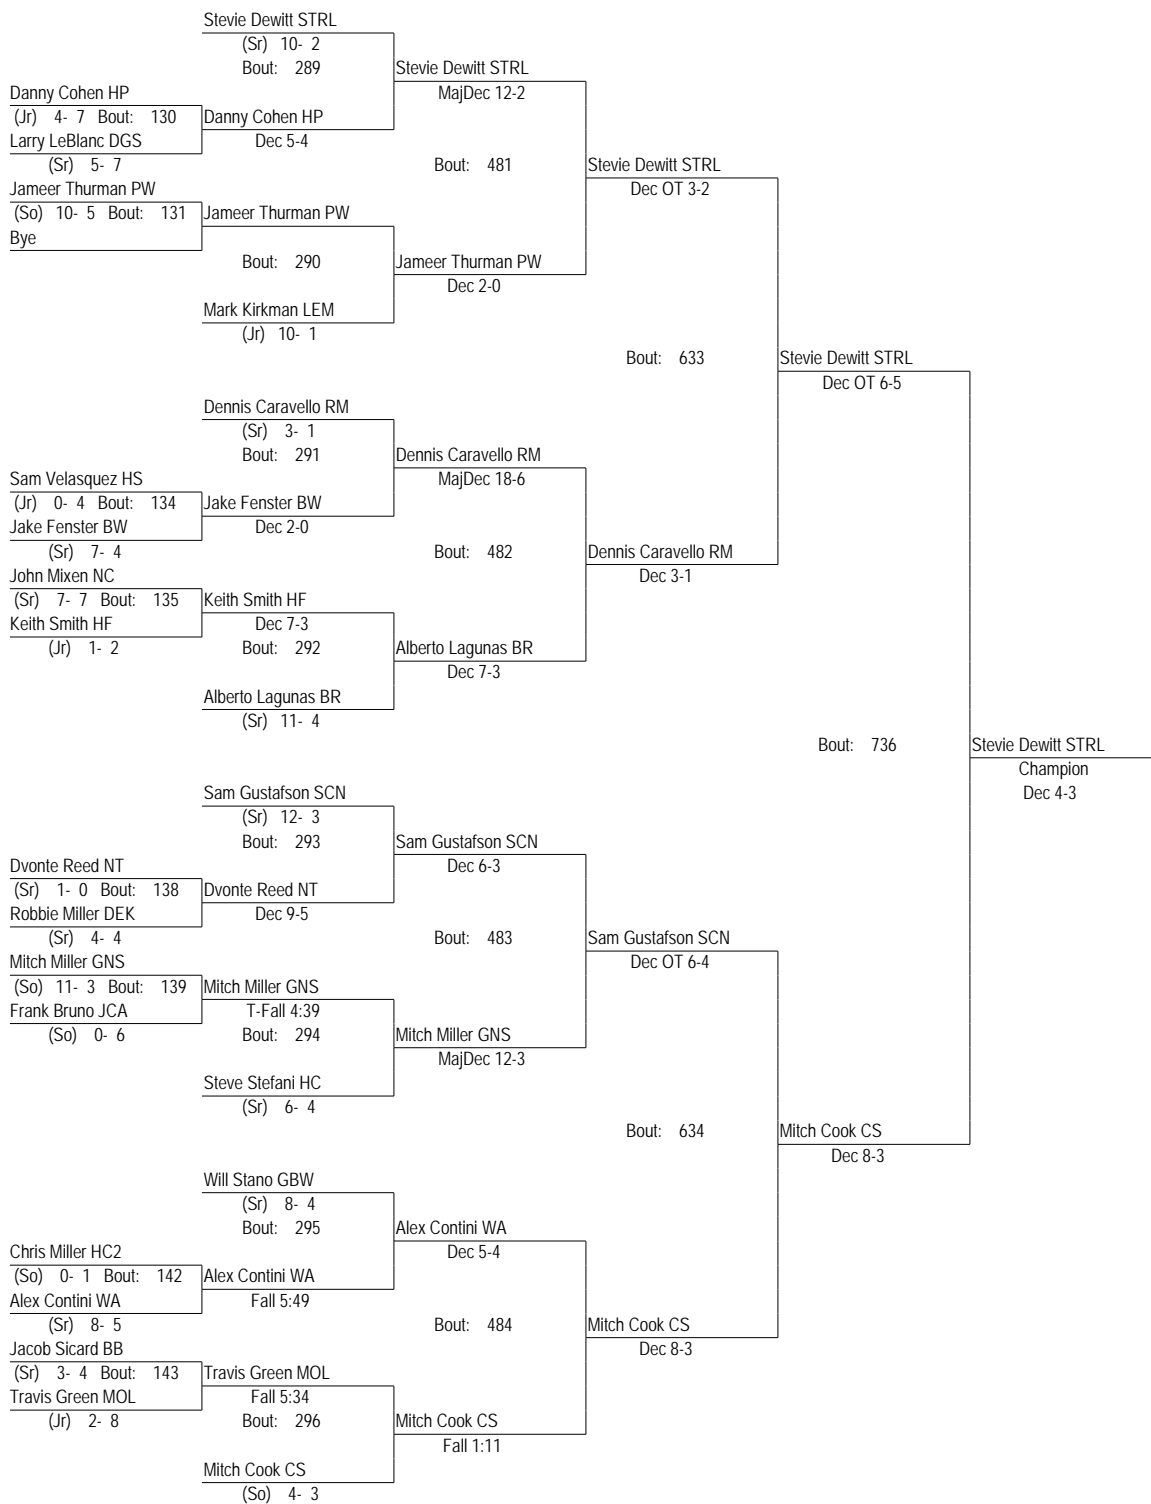 Stevie Dewitt STRL
(Sr) 10- 2
Bout: 289
Stevie Dewitt STRL
MajDec 12-2
Danny Cohen HP
(Jr) 4- 7 Bout: 130
Danny Cohen HP
Larry LeBlanc DGS
Dec 5-4
(Sr) 5- 7
Bout: 481
Stevie Dewitt STRL
Dec OT 3-2
Jameer Thurman PW
(So) 10- 5 Bout: 131
Jameer Thurman PW
Bye
Bout: 290
Jameer Thurman PW
Dec 2-0
Mark Kirkman LEM
(Jr) 10- 1
Bout: 633
Stevie Dewitt STRL
Dec OT 6-5
Dennis Caravello RM
(Sr) 3- 1
Bout: 291
Dennis Caravello RM
MajDec 18-6
Sam Velasquez HS
(Jr) 0- 4 Bout: 134
Jake Fenster BW
Jake Fenster BW
Dec 2-0
(Sr) 7- 4
Bout: 482
Dennis Caravello RM
Dec 3-1
John Mixen NC
(Sr) 7- 7 Bout: 135
Keith Smith HF
Keith Smith HF
Dec 7-3
(Jr) 1- 2
Bout: 292
Alberto Lagunas BR
Dec 7-3
Alberto Lagunas BR
(Sr) 11- 4
Bout: 736
Stevie Dewitt STRL
Champion
Dec 4-3
Sam Gustafson SCN
(Sr) 12- 3
Bout: 293
Sam Gustafson SCN
Dec 6-3
Dvonte Reed NT
(Sr) 1- 0 Bout: 138
Dvonte Reed NT
Robbie Miller DEK
Dec 9-5
(Sr) 4- 4
Bout: 483
Sam Gustafson SCN
Dec OT 6-4
Mitch Miller GNS
(So) 11- 3 Bout: 139
Mitch Miller GNS
Frank Bruno JCA
T-Fall 4:39
(So) 0- 6
Bout: 294
Mitch Miller GNS
MajDec 12-3
Steve Stefani HC
(Sr) 6- 4
Bout: 634
Mitch Cook CS
Dec 8-3
Will Stano GBW
(Sr) 8- 4
Bout: 295
Alex Contini WA
Dec 5-4
Chris Miller HC2
(So) 0- 1 Bout: 142
Alex Contini WA
Alex Contini WA
Fall 5:49
(Sr) 8- 5
Bout: 484
Mitch Cook CS
Dec 8-3
Jacob Sicard BB
(Sr) 3- 4 Bout: 143
Travis Green MOL
Travis Green MOL
Fall 5:34
(Jr) 2- 8
Bout: 296
Mitch Cook CS
Fall 1:11
Mitch Cook CS
(So) 4- 3